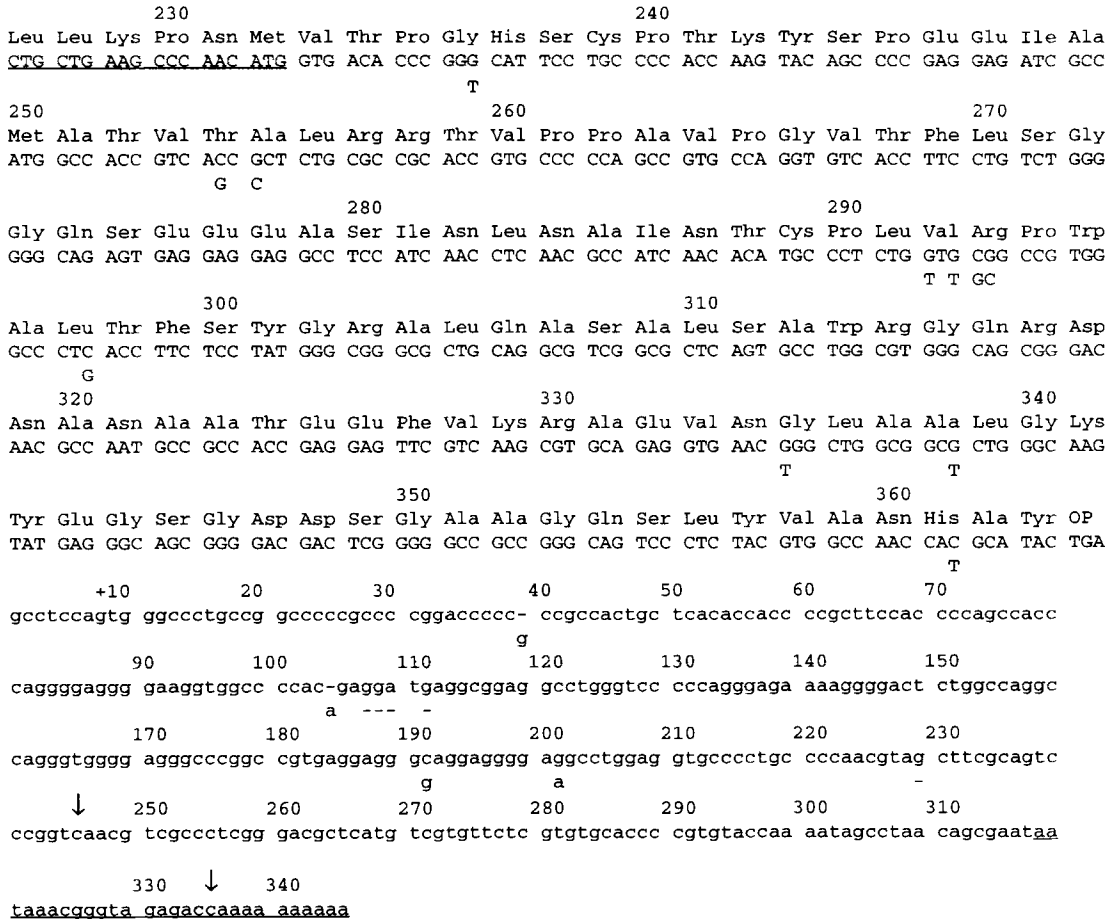 230 240
Leu Leu Lys Pro Asn Met Val Thr Pro Gly His Ser Cys Pro Thr Lys Tyr Ser Pro Glu Glu Ile Ala
CTG CTG AAG CCC AAC ATG GTG ACA CCC GGG CAT TCC TGC CCC ACC AAG TAC AGC CCC GAG GAG ATC GCC
T
250 260 270
Met Ala Thr Val Thr Ala Leu Arg Arg Thr Val Pro Pro Ala Val Pro Gly Val Thr Phe Leu Ser Gly
ATG GCC ACC GTC ACC GCT CTG CGC CGC ACC GTG CCC CCA GCC GTG CCA GGT GTC ACC TTC CTG TCT GGG
G C
280 290
Gly Gln Ser Glu Glu Glu Ala Ser Ile Asn Leu Asn Ala Ile Asn Thr Cys Pro Leu Val Arg Pro Trp
GGG CAG AGT GAG GAG GAG GCC TCC ATC AAC CTC AAC GCC ATC AAC ACA TGC CCT CTG GTG CGG CCG TGG
T T GC
300 310
Ala Leu Thr Phe Ser Tyr Gly Arg Ala Leu Gln Ala Ser Ala Leu Ser Ala Trp Arg Gly Gln Arg Asp
GCC CTC ACC TTC TCC TAT GGG CGG GCG CTG CAG GCG TCG GCG CTC AGT GCC TGG CGT GGG CAG CGG GAC
G
320 330 340
Asn Ala Asn Ala Ala Thr Glu Glu Phe Val Lys Arg Ala Glu Val Asn Gly Leu Ala Ala Leu Gly Lys
AAC GCC AAT GCC GCC ACC GAG GAG TTC GTC AAG CGT GCA GAG GTG AAC GGG CTG GCG GCG CTG GGC AAG
T T
350 360
Tyr Glu Gly Ser Gly Asp Asp Ser Gly Ala Ala Gly Gln Ser Leu Tyr Val Ala Asn His Ala Tyr OP
TAT GAG GGC AGC GGG GAC GAC TCG GGG GCC GCC GGG CAG TCC CTC TAC GTG GCC AAC CAC GCA TAC TGA
T
+10 20 30 40 50 60 70
gcctccagtg ggccctgccg gcccccgccc cggaccccc- ccgccactgc tcacaccacc cccgcttccac cccagccacc
g
90 100 110 120 130 140 150
caggggaggg gaaggtggcc ccac-gagga tgaggcggag gcctgggtcc cccagggaga aaaggggact ctggccaggc
a --- -
170 180 190 200 210 220 230
cagggtgggg agggcccggc cgtgaggagg gcaggagggg aggcctggag gtgcccctgc cccaacgtag cttcgcagtc
g a -
↓ 250 260 270 280 290 300 310
ccggtcaacg tcgccctcgg gacgctcatg tcgtgttctc gtgtgcaccc cgtgtaccaa aatagcctaa cagcgaataa
330 ↓ 340
taaacgggta gagaccaaaa aaaaaa